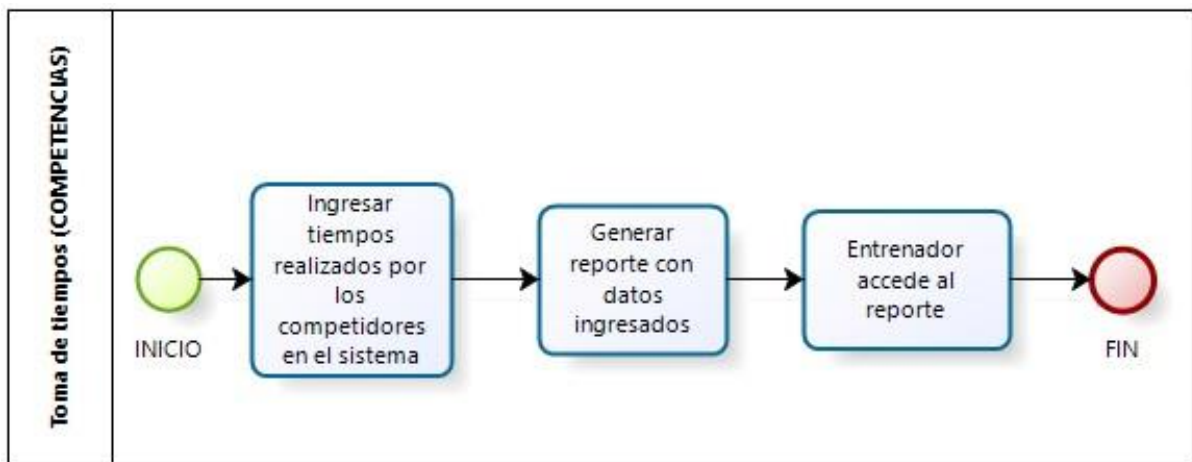 Toma de tiempos (COMPETENCIAS)
INICIO
Ingresar
tiempos
realizados por
los
competidores
en el sistema
Generar
reporte con
datos
ingresados
Entrenador
accede al
reporte
FIN